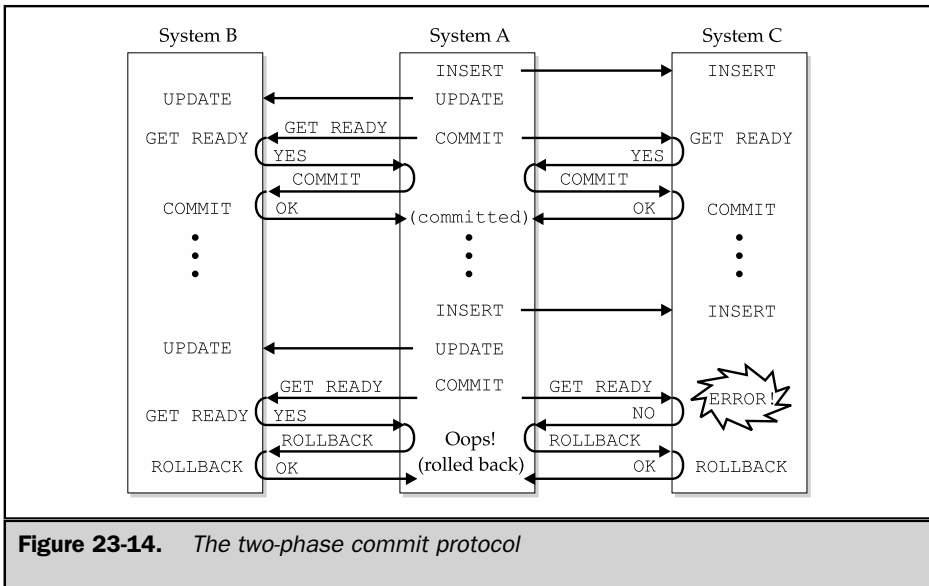 System B System A System C
INSERT INSERT
UPDATE UPDATE
GET READY GET READY COMMIT GET READY
YES YES
COMMIT COMMIT
COMMIT OK (committed) OK COMMIT
INSERT INSERT
UPDATE UPDATE
GET READY COMMIT GET READY ERROR!
GET READY YES NO
ROLLBACK Oops! ROLLBACK
ROLLBACK OK (rolled back) OK ROLLBACK
Figure 23-14. The two-phase commit protocol